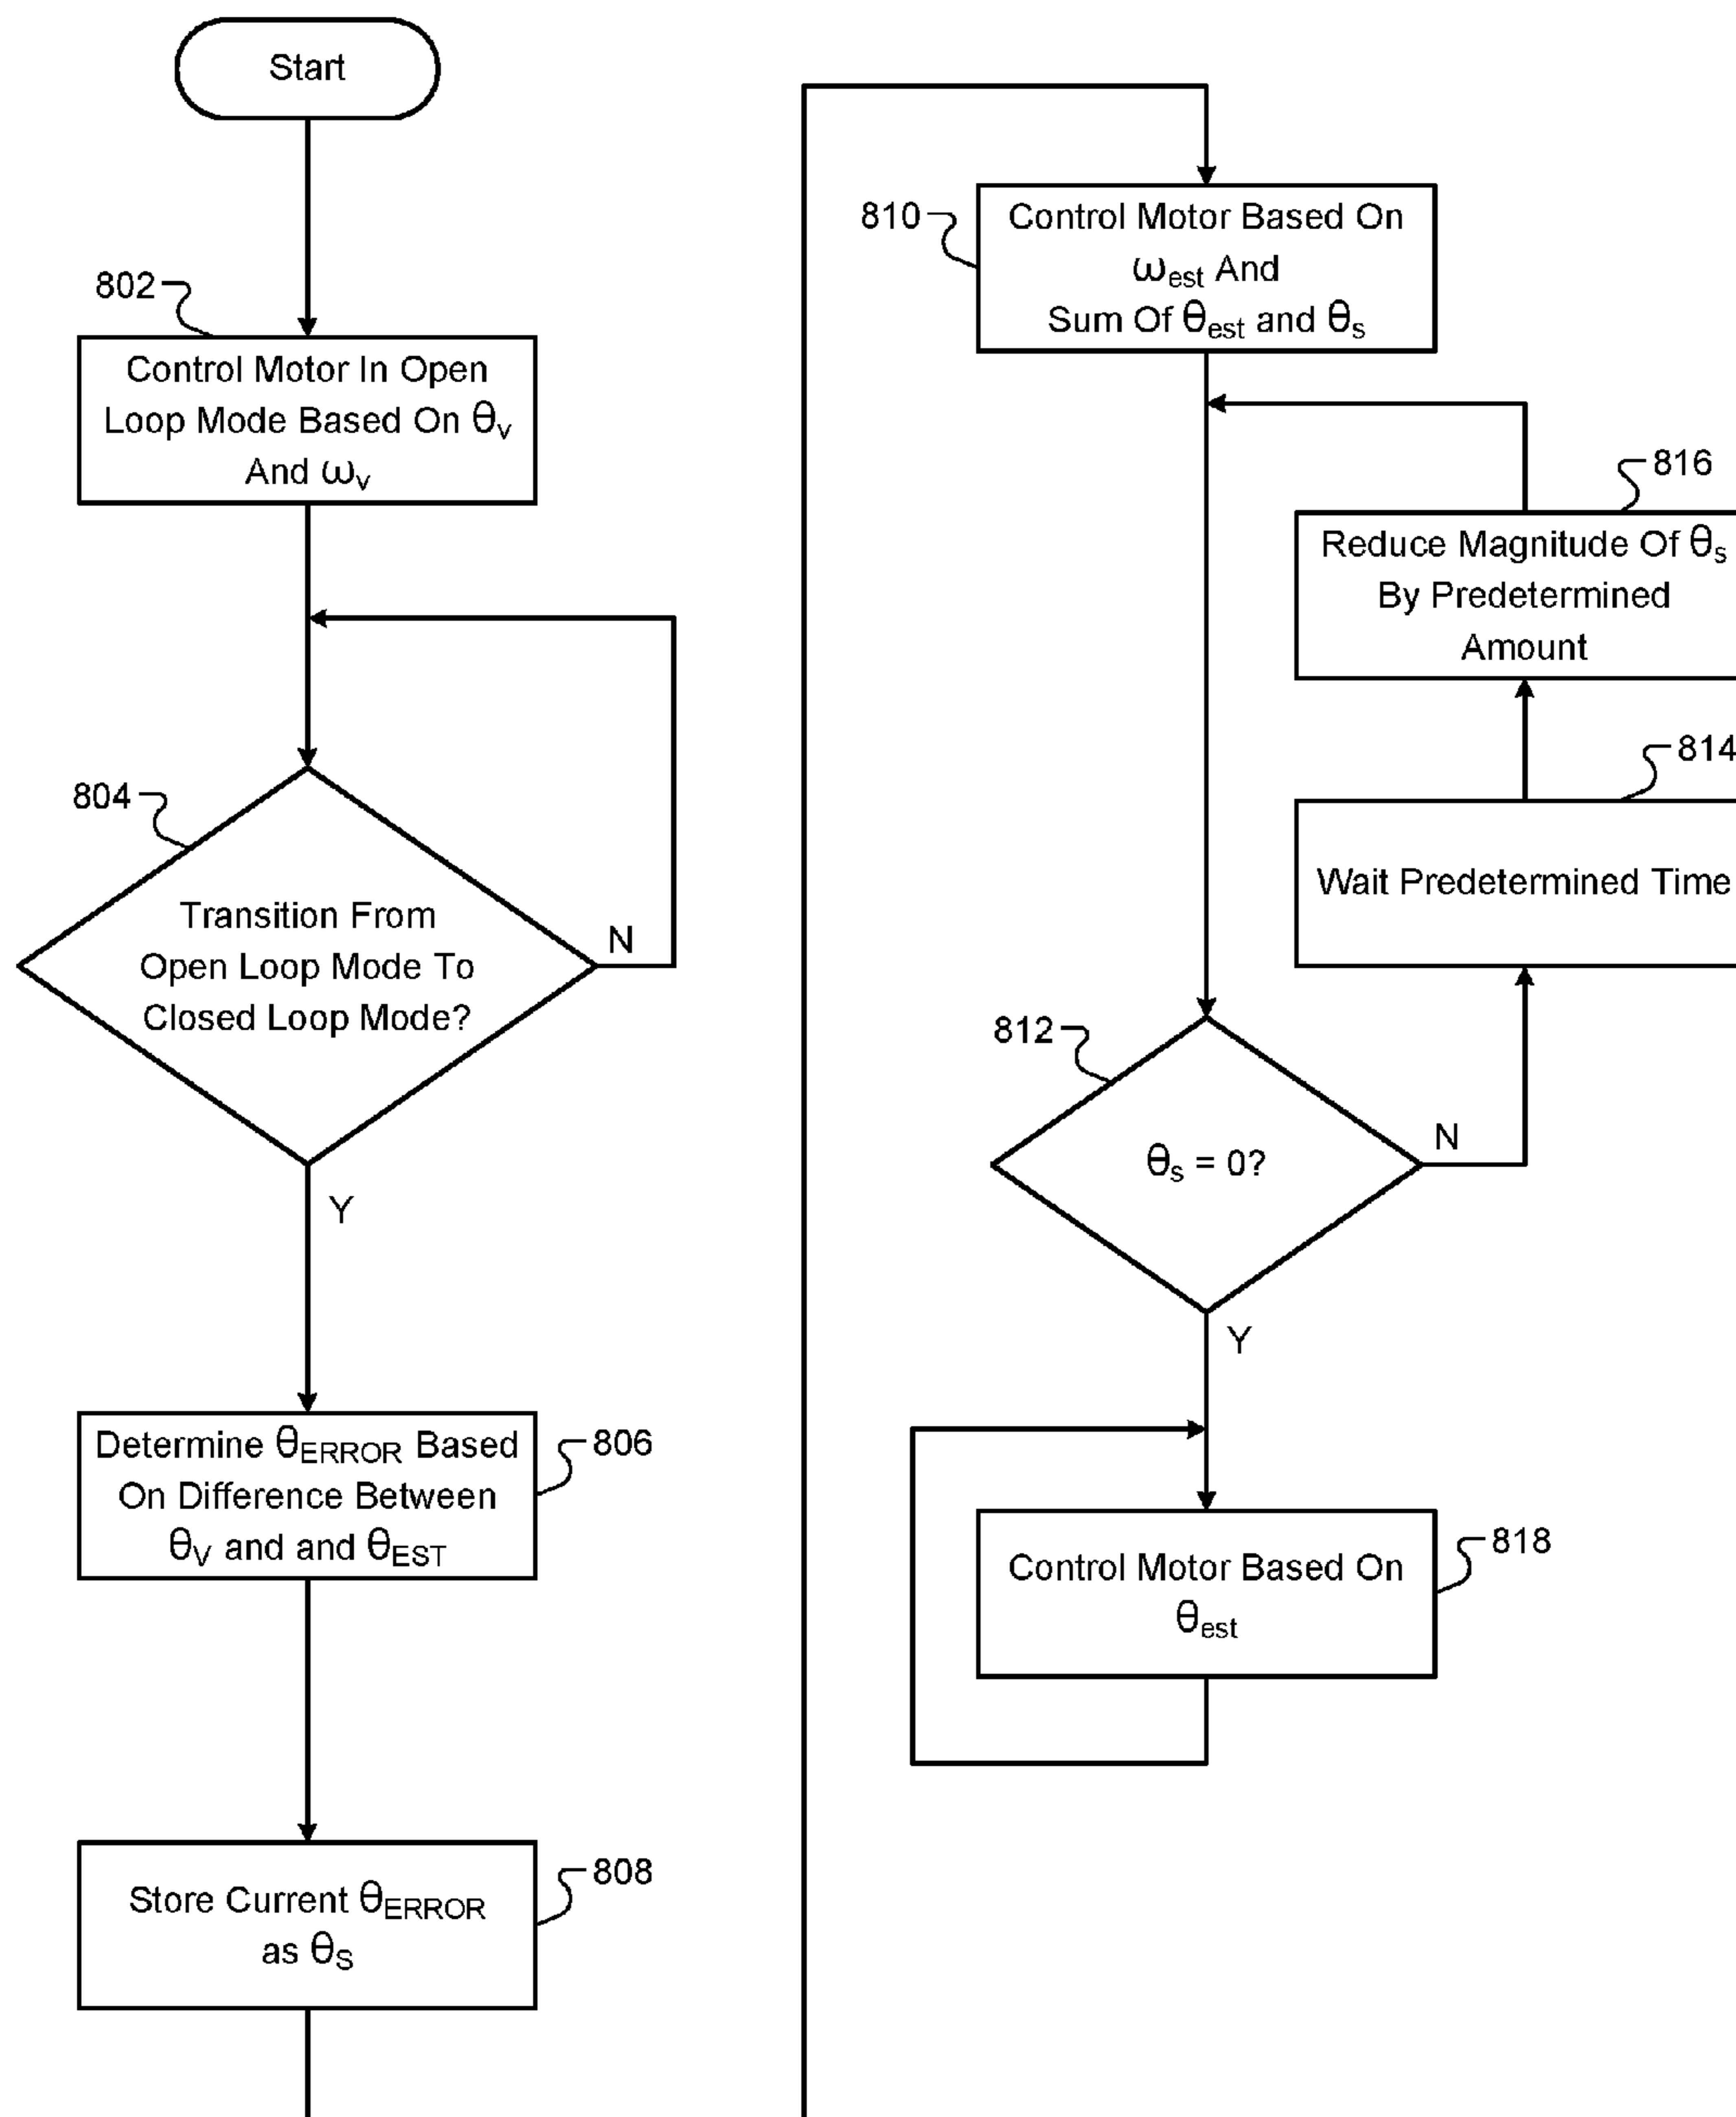 Start
802
Control Motor In Open
Loop Mode Based On θv
And ωv
804
Transition From
Open Loop Mode To
Closed Loop Mode?
N
Y
Determine θERROR Based
On Difference Between
θV and and θEST
806
Store Current θERROR
as θS
808
810
Control Motor Based On
ωest And
Sum Of θest and θs
816
Reduce Magnitude Of θs
By Predetermined
Amount
814
Wait Predetermined Time
812
θs = 0?
N
Y
Control Motor Based On
θest
818